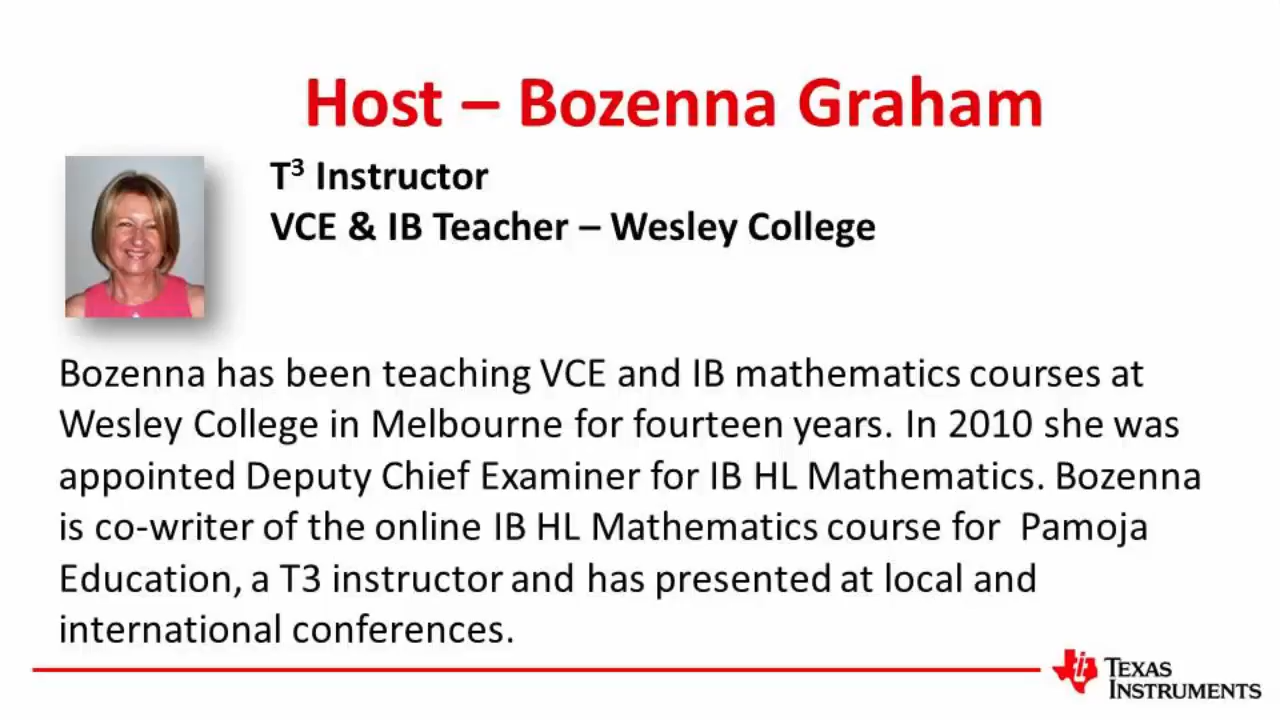 Host – Bozenna Graham
T³ Instructor
VCE & IB Teacher – Wesley College
Bozenna has been teaching VCE and IB mathematics courses at
Wesley College in Melbourne for fourteen years. In 2010 she was
appointed Deputy Chief Examiner for IB HL Mathematics. Bozenna
is co-writer of the online IB HL Mathematics course for  Pamoja
Education, a T3 instructor and has presented at local and
international conferences.
TEXAS
INSTRUMENTS